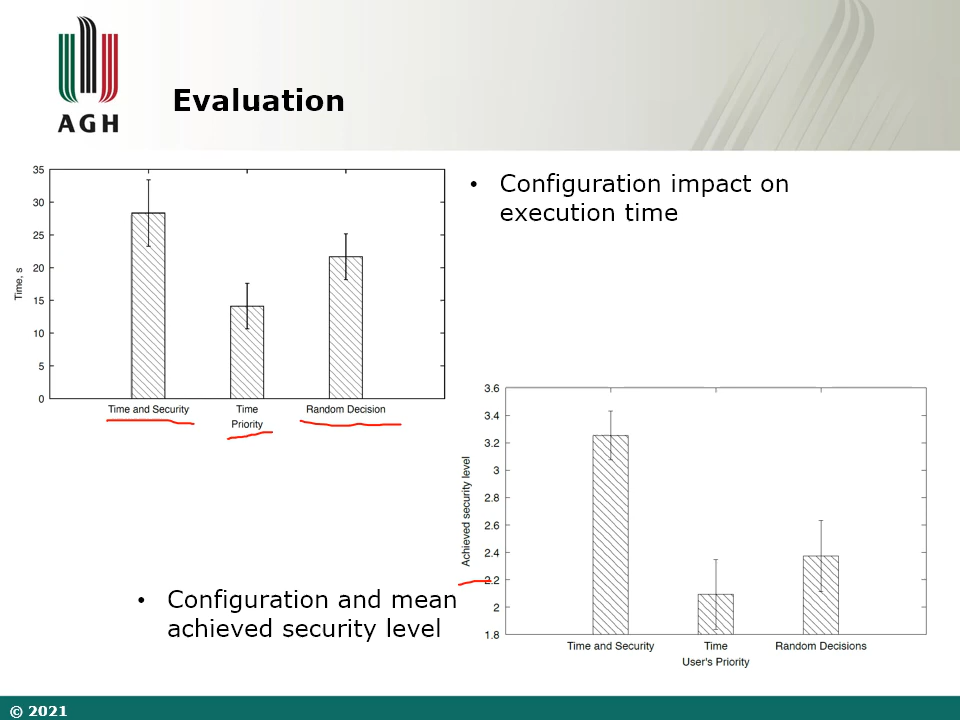 AGH
Evaluation
35
30
25
20
15
10
5
0
Time, s
Time and Security
Time
Priority
Random Decision
• Configuration impact on
execution time
3.6
3.4
3.2
3
2.8
2.6
2.4
2.2
2
1.8
Achieved security level
Time and Security
Time
User's Priority
Random Decisions
• Configuration and mean
achieved security level
© 2021